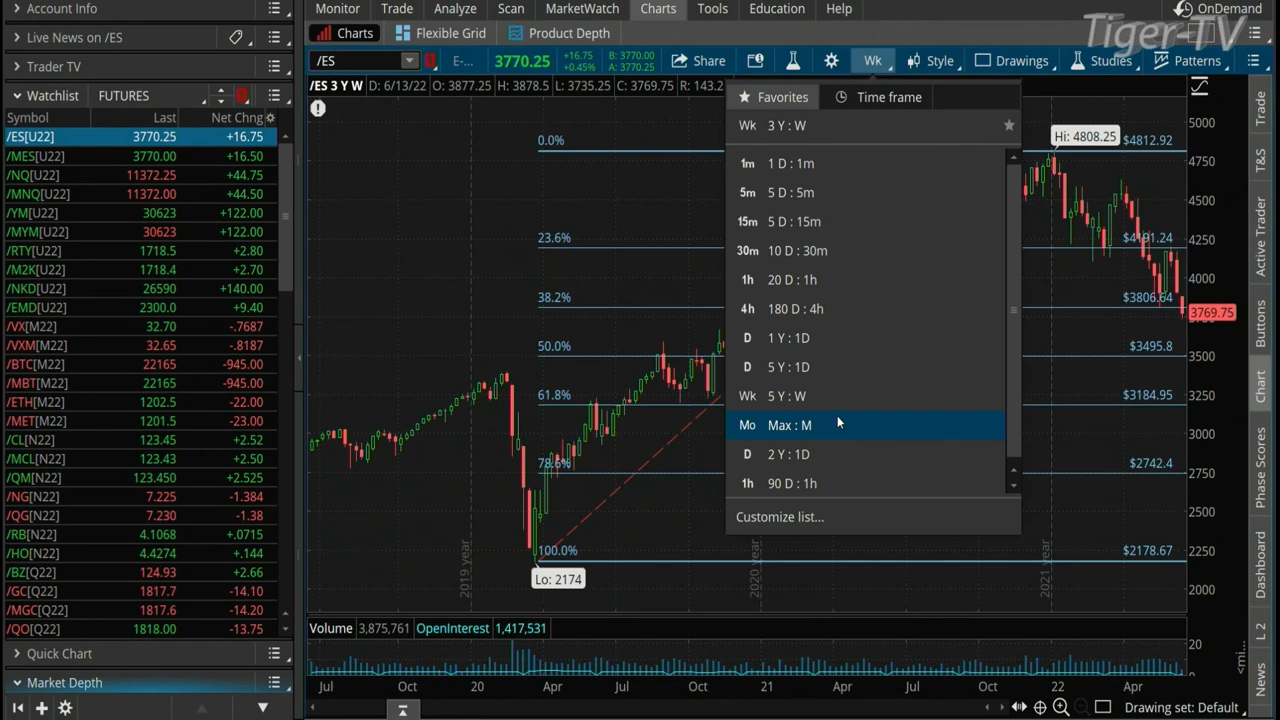 Account Info
Monitor Trade Analyze Scan MarketWatch Charts Tools Education Help OnDemand
Tiger-TV
Live News on /ES
Charts Flexible Grid Product Depth
Trader TV
/ES E-... 3770.25 +16.75 +0.45% B: 3770.00 A: 3770.25 Share Wk Style Drawings Studies Patterns
Watchlist FUTURES
/ES 3 Y W D: 6/13/22 O: 3877.25 H: 3878.5 L: 3735.25 C: 3769.75 R: 143.2
Symbol Last Net Chng
/ES[U22] 3770.25 +16.75
/MES[U22] 3770.00 +16.50
/NQ[U22] 11372.25 +44.75
/MNQ[U22] 11372.00 +44.50
/YM[U22] 30623 +122.00
/MYM[U22] 30623 +122.00
/RTY[U22] 1718.5 +2.80
/M2K[U22] 1718.4 +2.70
/NKD[U22] 26590 +140.00
/EMD[U22] 2300.0 +9.80
/VX[M22] 32.70 -.7687
/VXM[M22] 32.65 -.8187
/BTC[M22] 22165 -945.00
/MBT[M22] 22165 -945.00
/ETH[M22] 1202.5 -22.00
/MET[M22] 1201.5 -23.00
/CL[N22] 123.45 +2.52
/MCL[N22] 123.43 +2.50
/QM[N22] 123.450 +2.525
/NG[N22] 7.225 -1.384
/QG[N22] 7.230 -1.38
/RB[N22] 4.1068 +.0715
/HO[N22] 4.4274 +.144
/BZ[Q22] 124.93 +2.66
/GC[Q22] 1817.7 -14.10
/MGC[Q22] 1817.6 -14.20
/QO[Q22] 1818.00 -13.75
Quick Chart
Market Depth
Favorites Time frame
Wk 3 Y : W
1m 1 D : 1m
5m 5 D : 5m
15m 5 D : 15m
30m 10 D : 30m
1h 20 D : 1h
4h 180 D : 4h
D 1 Y : 1D
D 5 Y : 1D
Wk 5 Y : W
Mo Max : M
D 2 Y : 1D
1h 90 D : 1h
Customize list...
0.0% Hi: 4808.25 $4812.92
23.6% $4191.24
38.2% $3806.64
50.0% $3495.8
61.8% $3184.95
78.6% $2742.4
100.0% $2178.67
Lo: 2174
2019 year 2020 year 2021 year
5000
4750
4500
4250
4000
3769.75
3500
3250
3000
2750
2500
2250
2000
Volume 3,875,761 OpenInterest 1,417,531
20
0
<mi...
Jul Oct 20 Apr Jul Oct 21 Apr Jul Oct 22 Apr
Drawing set: Default
Trade
T&S
Active Trader
Buttons
Chart
Phase Scores
Dashboard
L 2
News